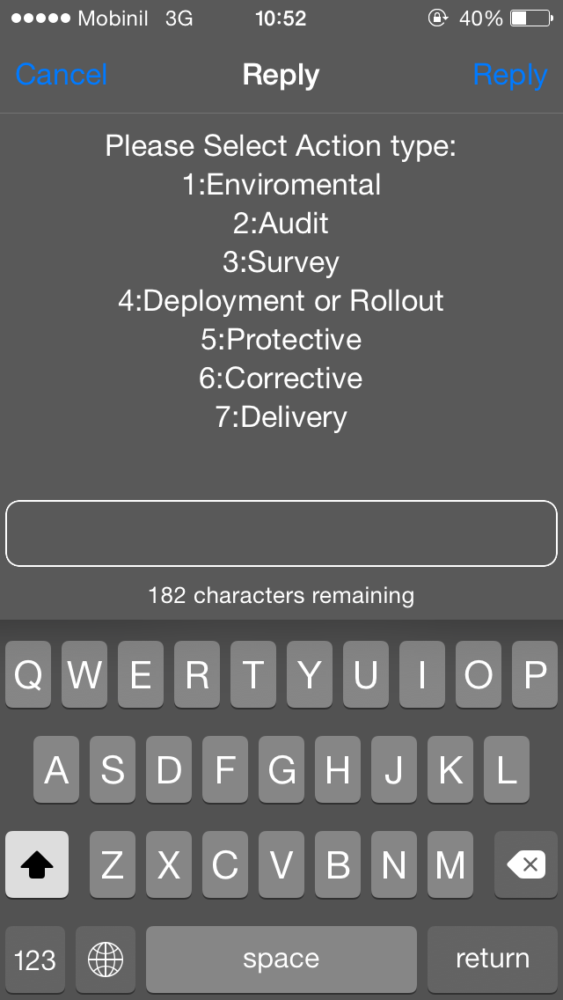 Mobinil 3G 10:52 40%
Cancel Reply Reply
Please Select Action type:
1:Enviromental
2:Audit
3:Survey
4:Deployment or Rollout
5:Protective
6:Corrective
7:Delivery
182 characters remaining
Q W E R T Y U I O P
A S D F G H J K L
Z X C V B N M
123 space return